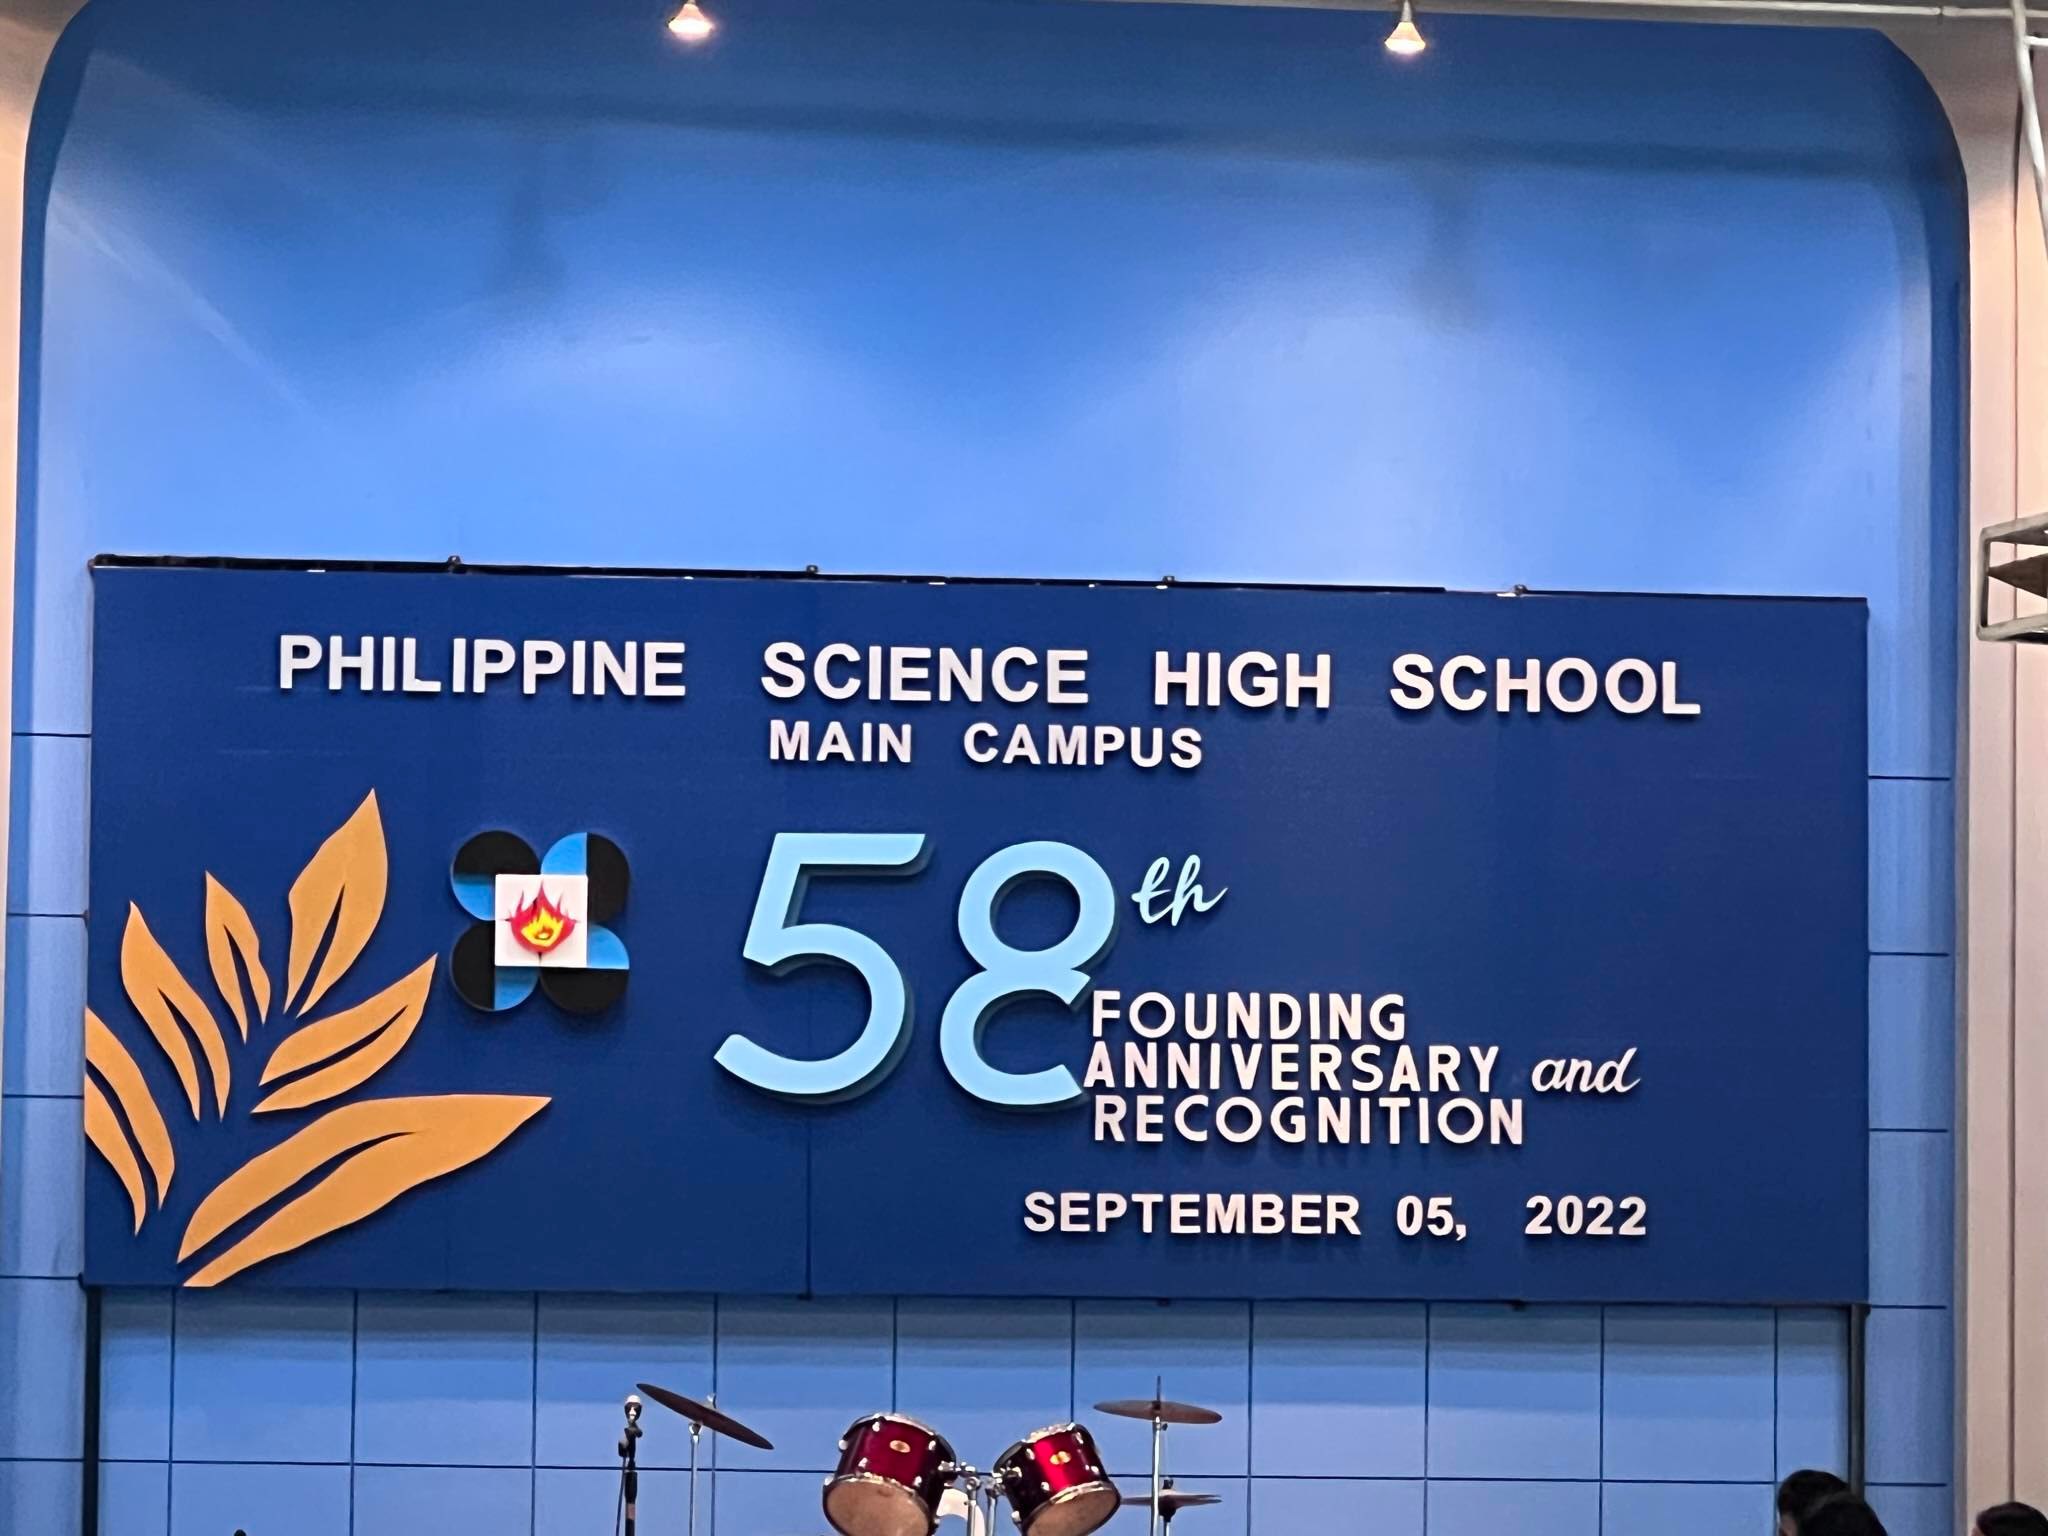 PHILIPPINE SCIENCE HIGH SCHOOL
MAIN CAMPUS
58th
FOUNDING
ANNIVERSARY and
RECOGNITION
SEPTEMBER 05, 2022